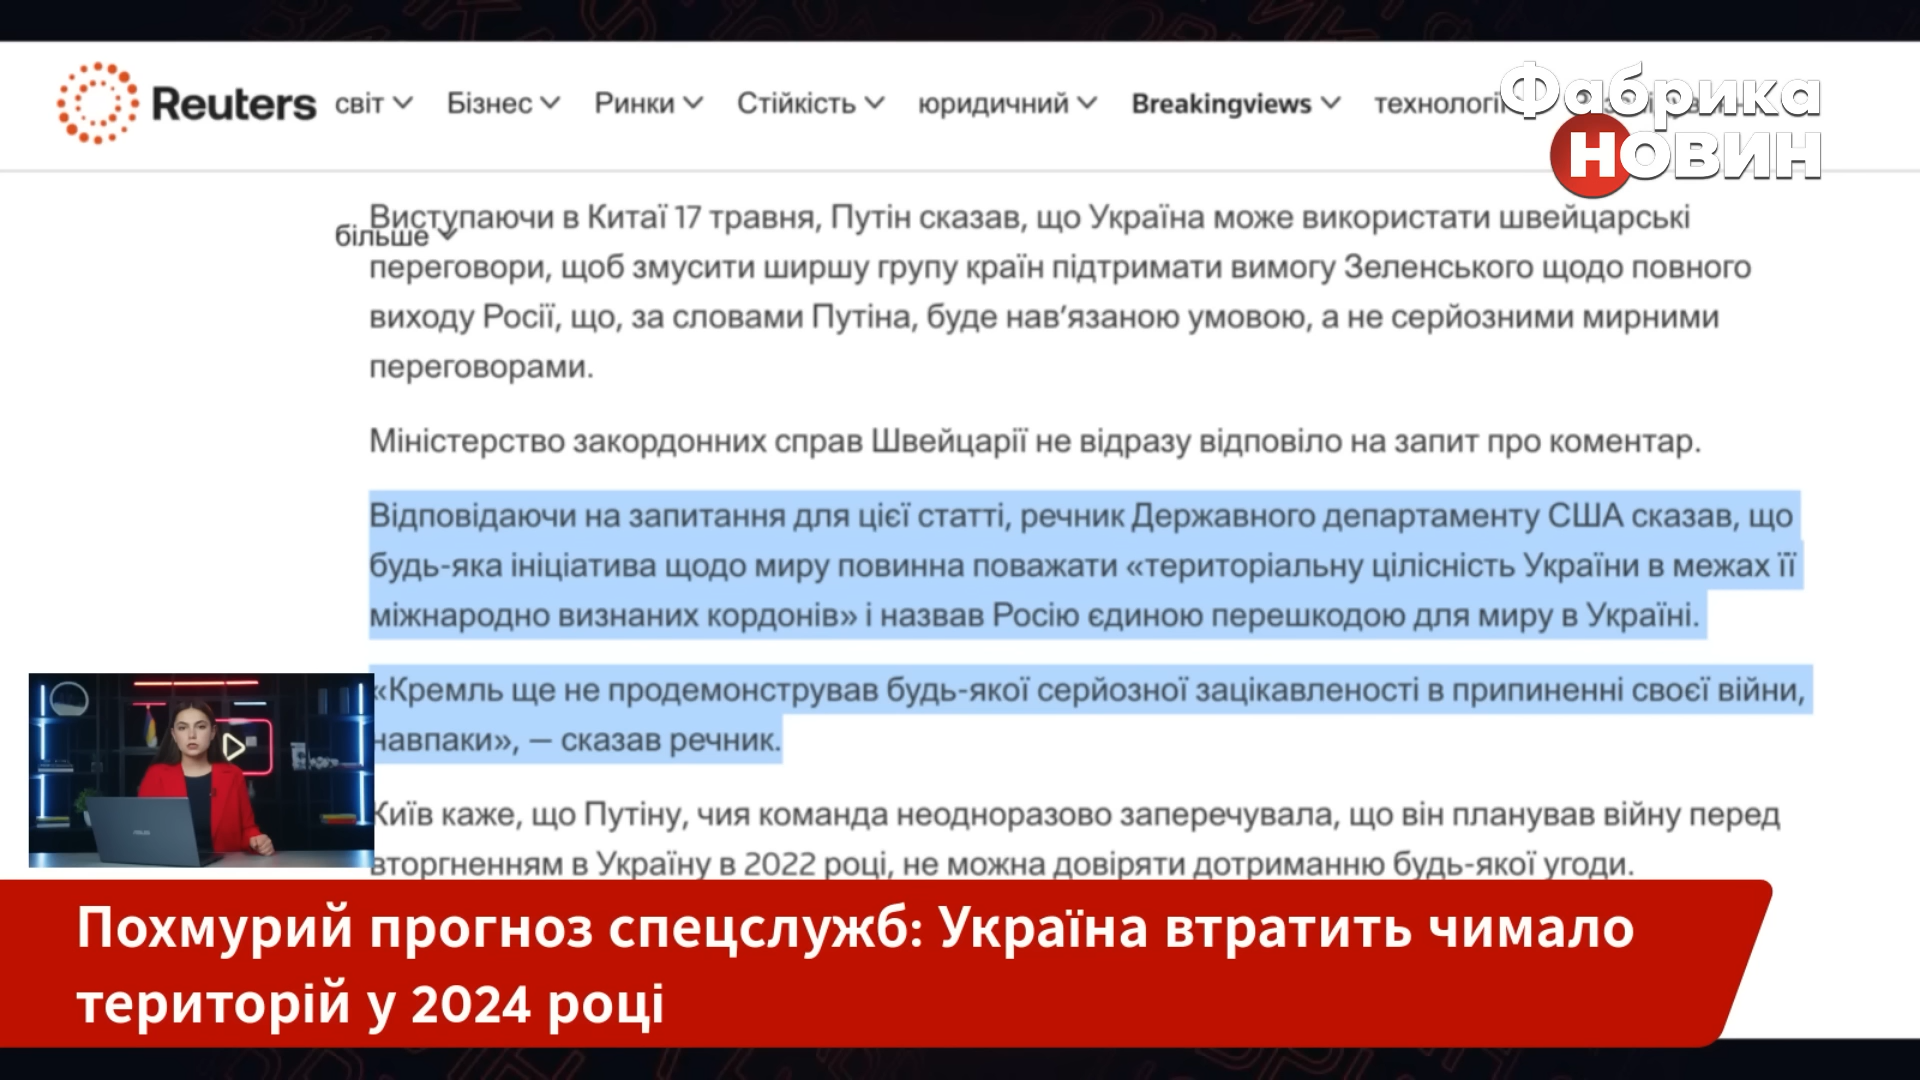 Reuters світ Бізнес Ринки Стійкість юридичний Breakingviews
Фабрика
новин
більше
Виступаючи в Китаї 17 травня, Путін сказав, що Україна може використати швейцарські
переговори, щоб змусити ширшу групу країн підтримати вимогу Зеленського щодо повного
виходу Росії, що, за словами Путіна, буде нав’язаною умовою, а не серйозними мирними
переговорами.
Міністерство закордонних справ Швейцарії не відразу відповіло на запит про коментар.
Відповідаючи на запитання для цієї статті, речник Державного департаменту США сказав, що
будь-яка ініціатива щодо миру повинна поважати «територіальну цілісність України в межах її
міжнародно визнаних кордонів» і назвав Росію єдиною перешкодою для миру в Україні.
«Кремль ще не продемонстрував будь-якої серйозної зацікавленості в припиненні своєї війни,
навпаки», — сказав речник.
Київ каже, що Путіну, чия команда неодноразово заперечувала, що він планував війну перед
вторгненням в Україну в 2022 році, не можна довіряти дотриманню будь-якої угоди.
ASUS
Похмурий прогноз спецслужб: Україна втратить чимало
територій у 2024 році